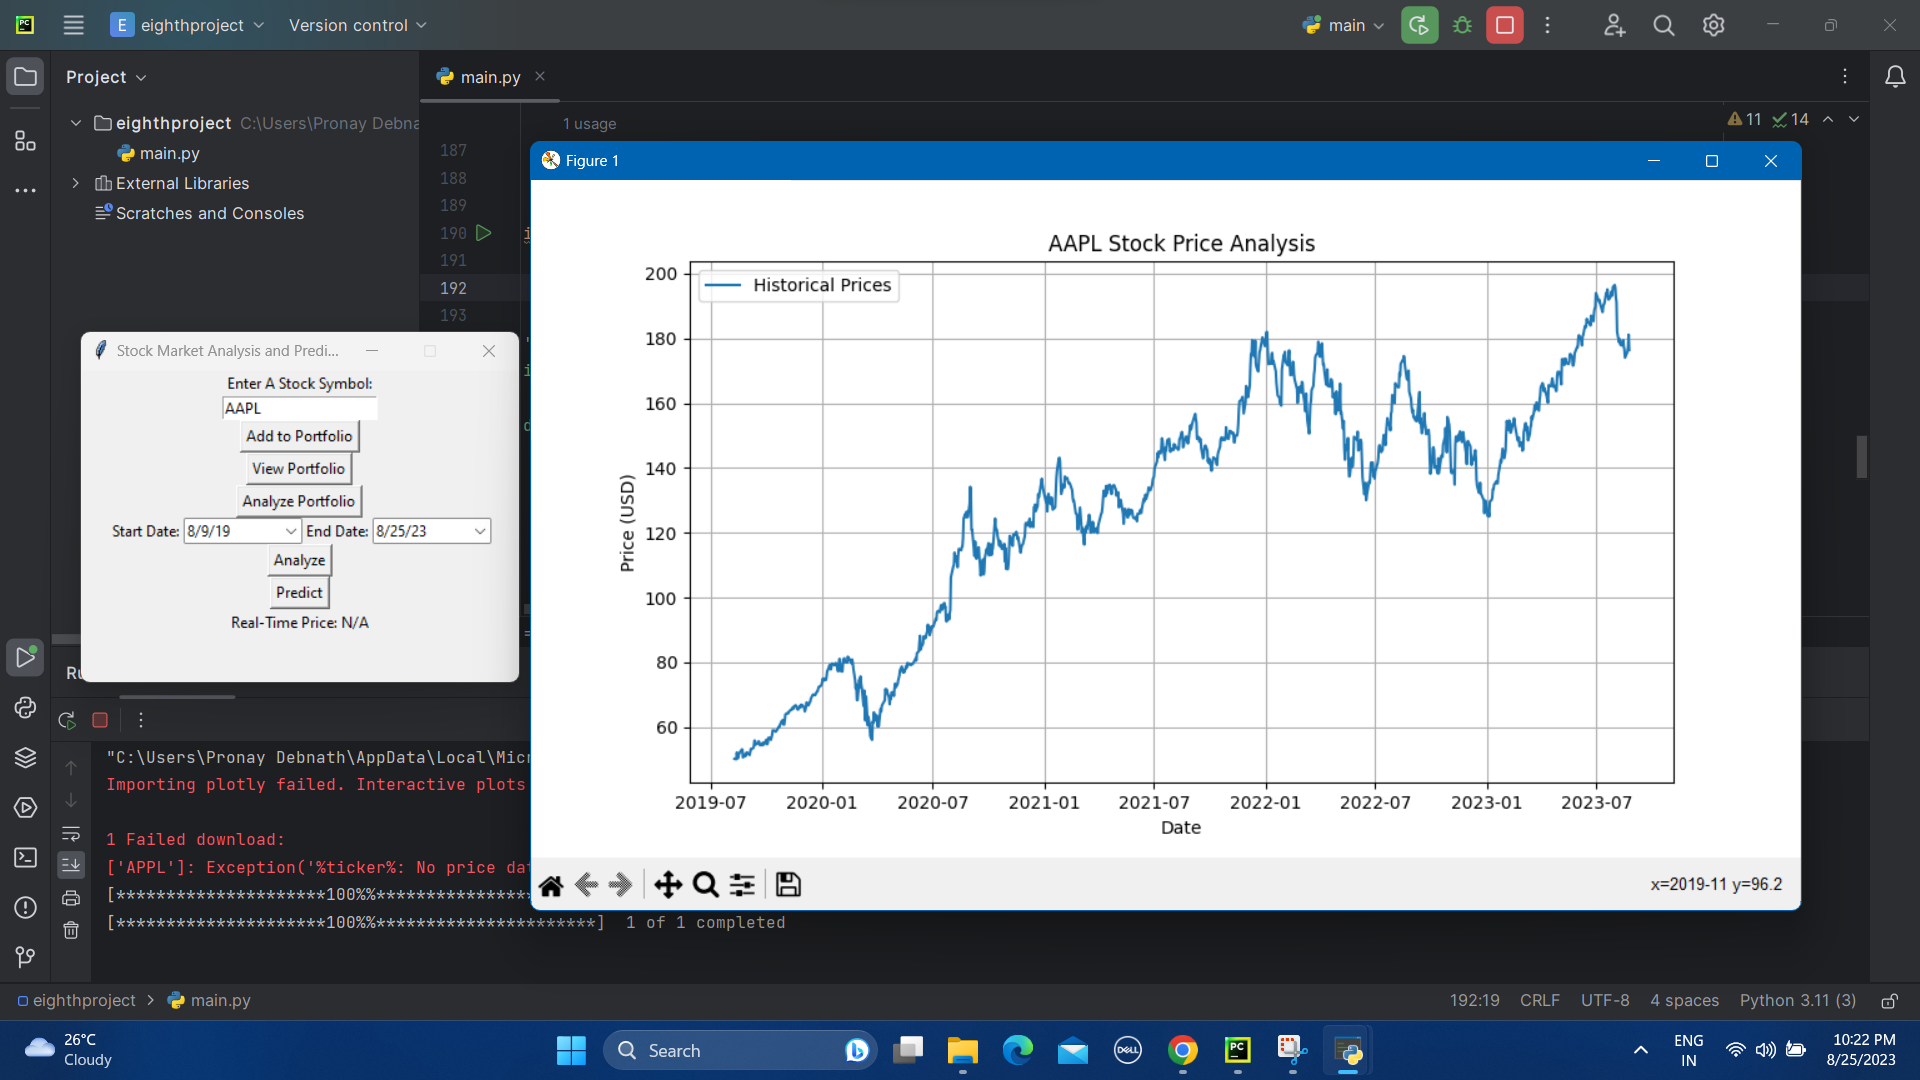 PC
E eighthproject Version control main
Project main.py
eighthproject C:\Users\Pronay Debna
main.py
External Libraries
Scratches and Consoles
1 usage 11 14
187
188
189
190 i
191
192
193
Stock Market Analysis and Predi...
Enter A Stock Symbol:
AAPL
Add to Portfolio
View Portfolio
Analyze Portfolio
Start Date: 8/9/19 End Date: 8/25/23
Analyze
Predict
Real-Time Price: N/A
Figure 1
AAPL Stock Price Analysis
Historical Prices
200
180
160
140
120
100
80
60
Price (USD)
2019-07 2020-01 2020-07 2021-01 2021-07 2022-01 2022-07 2023-01 2023-07
Date
x=2019-11 y=96.2
Ru
"C:\Users\Pronay Debnath\AppData\Local\Micr
Importing plotly failed. Interactive plots
1 Failed download:
['APPL']: Exception('%ticker%: No price dat
[*********************100%%****************
[*********************100%%**********************] 1 of 1 completed
eighthproject > main.py 192:19 CRLF UTF-8 4 spaces Python 3.11 (3)
26°C
Cloudy
Search
DELL
PC
ENG
IN
10:22 PM
8/25/2023